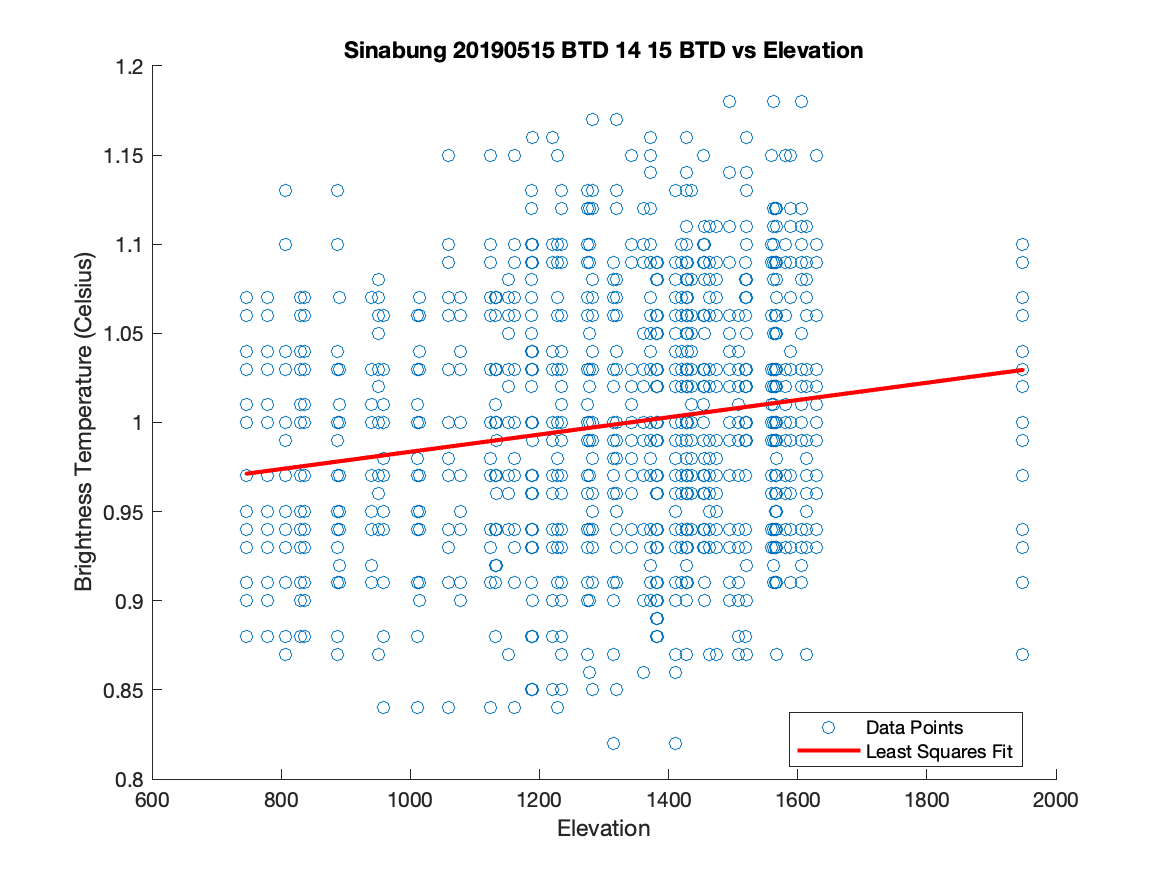 Sinabung 20190515 BTD 14 15 BTD vs Elevation
1.2
1.15
1.1
1.05
1
0.95
0.9
0.85
0.8
Brightness Temperature (Celsius)
600 800 1000 1200 1400 1600 1800 2000
Elevation
Data Points
Least Squares Fit